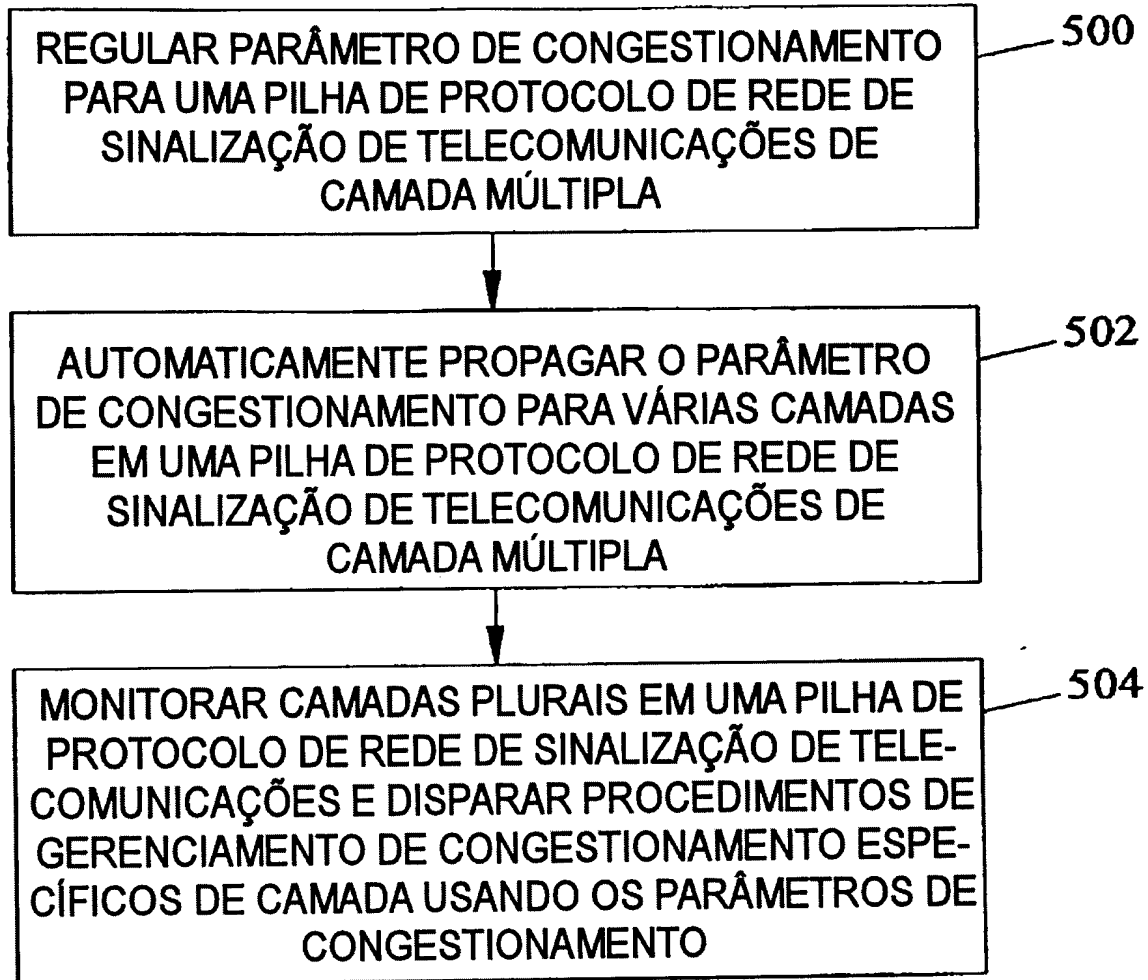 REGULAR PARÂMETRO DE CONGESTIONAMENTO
PARA UMA PILHA DE PROTOCOLO DE REDE DE
SINALIZAÇÃO DE TELECOMUNICAÇÕES DE
CAMADA MÚLTIPLA
500
AUTOMATICAMENTE PROPAGAR O PARÂMETRO
DE CONGESTIONAMENTO PARA VÁRIAS CAMADAS
EM UMA PILHA DE PROTOCOLO DE REDE DE
SINALIZAÇÃO DE TELECOMUNICAÇÕES DE
CAMADA MÚLTIPLA
502
MONITORAR CAMADAS PLURAIS EM UMA PILHA DE
PROTOCOLO DE REDE DE SINALIZAÇÃO DE TELE-
COMUNICAÇÕES E DISPARAR PROCEDIMENTOS DE
GERENCIAMENTO DE CONGESTIONAMENTO ESPE-
CÍFICOS DE CAMADA USANDO OS PARÂMETROS DE
CONGESTIONAMENTO
504